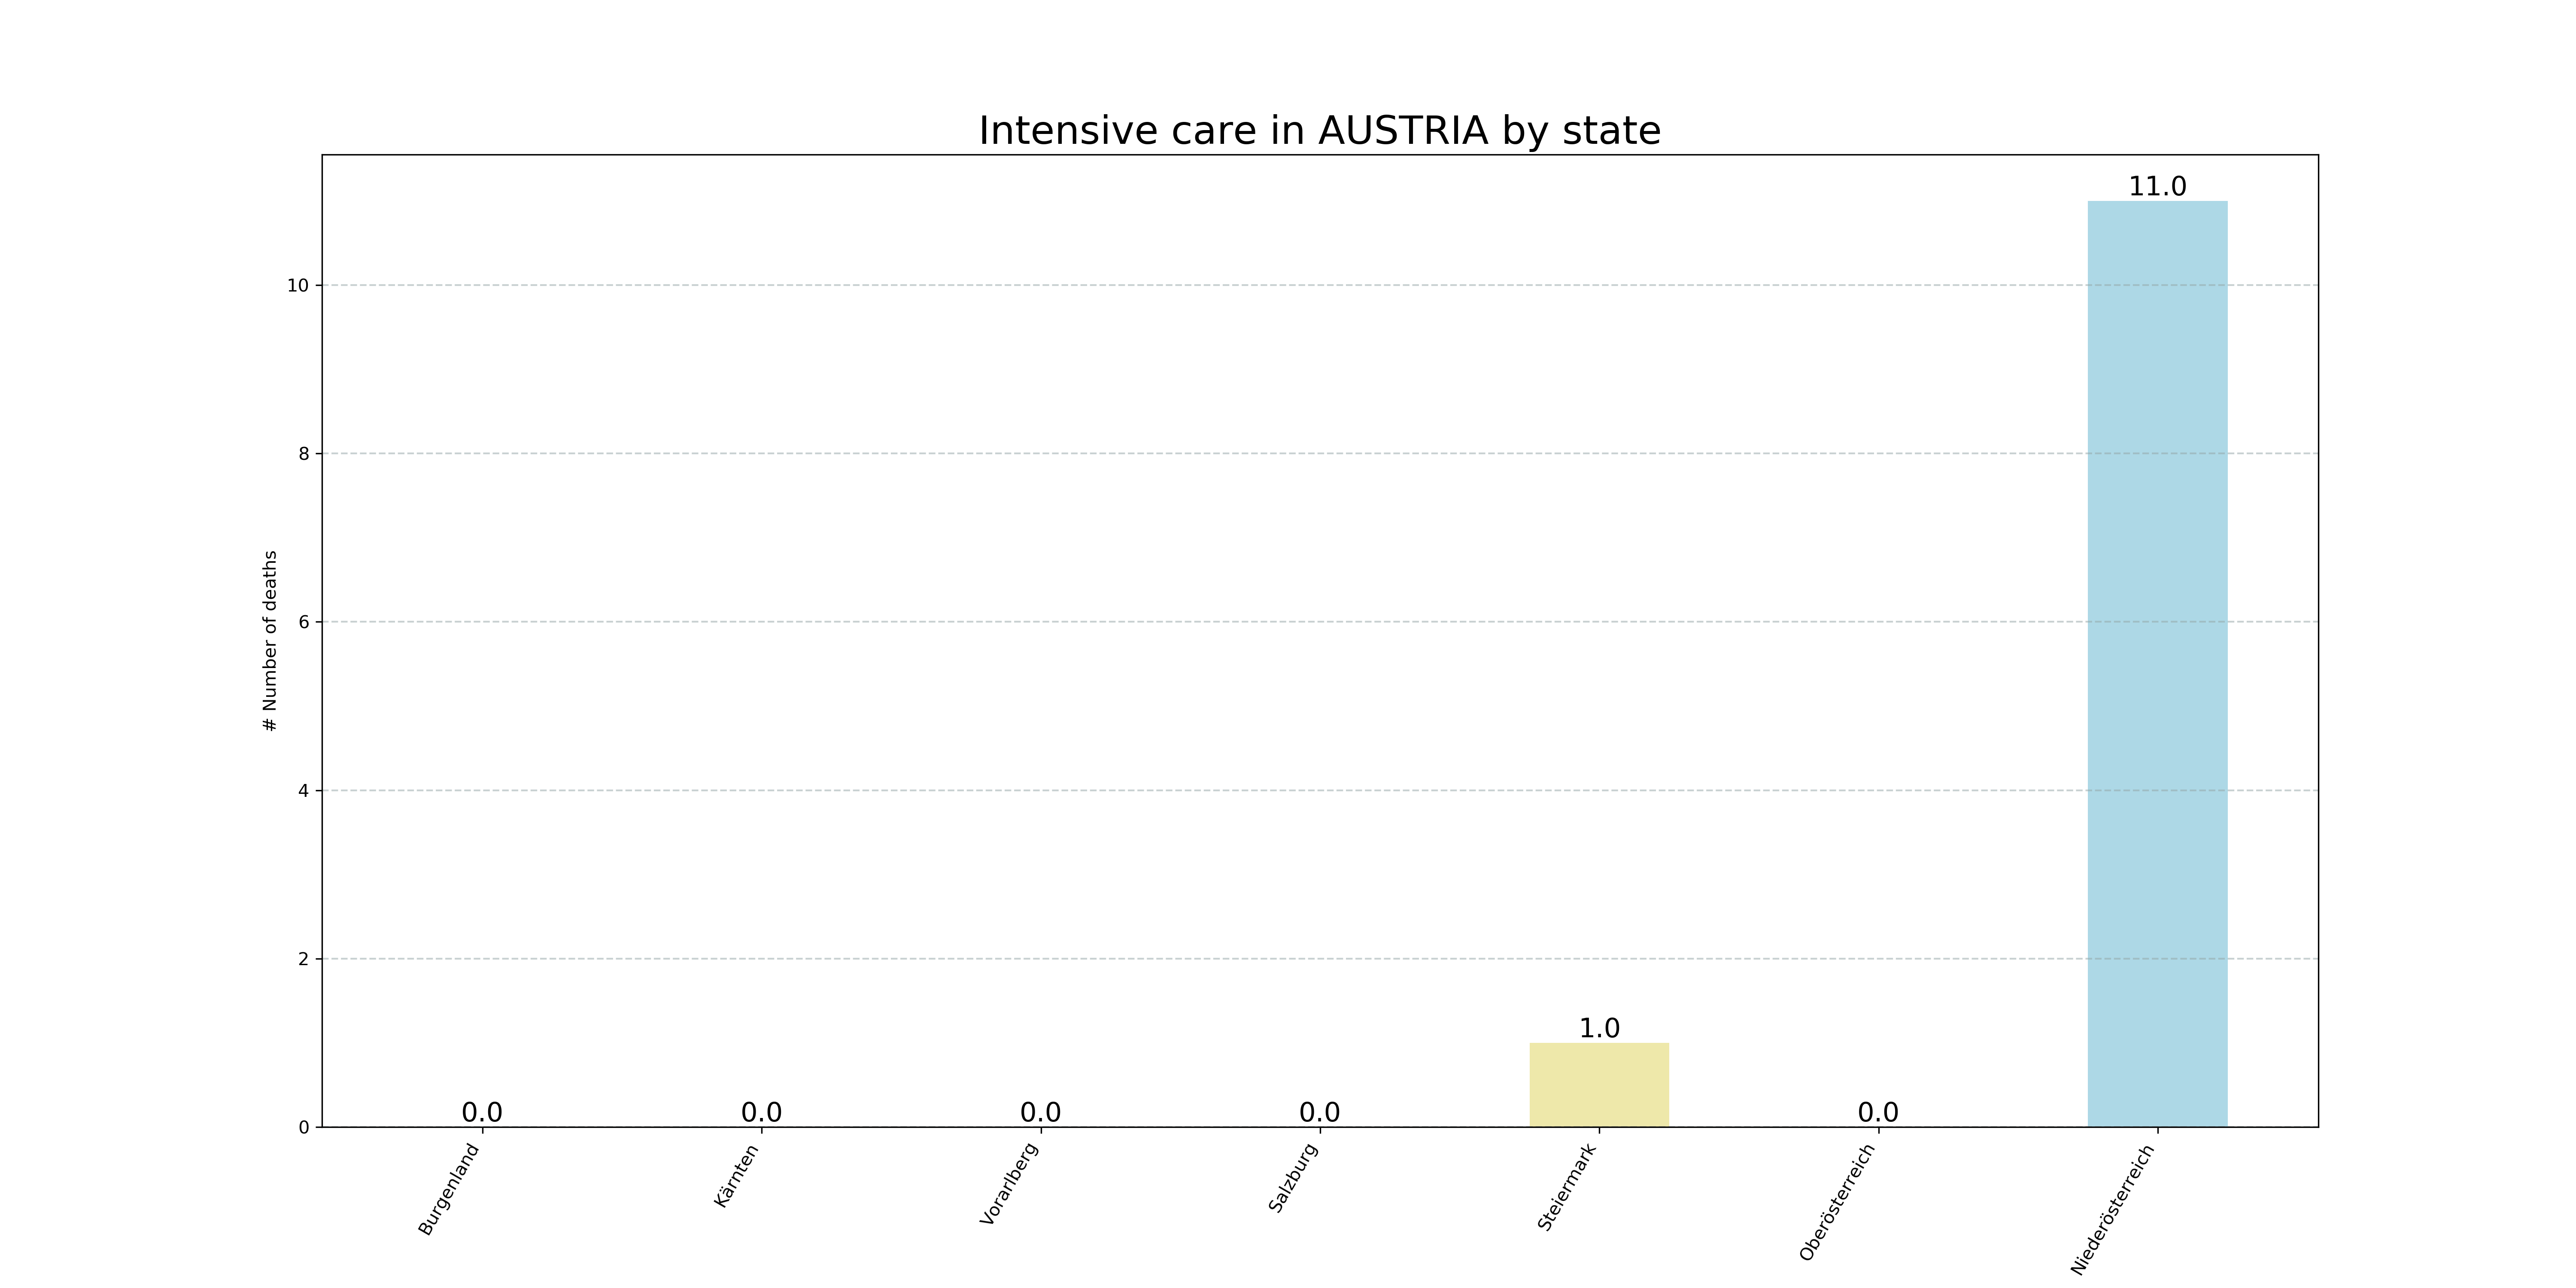 Intensive care in AUSTRIA by state
# Number of deaths
10
8
6
4
2
0
0.0
0.0
0.0
0.0
1.0
0.0
11.0
Burgenland
Kärnten
Vorarlberg
Salzburg
Steiermark
Oberösterreich
Niederösterreich